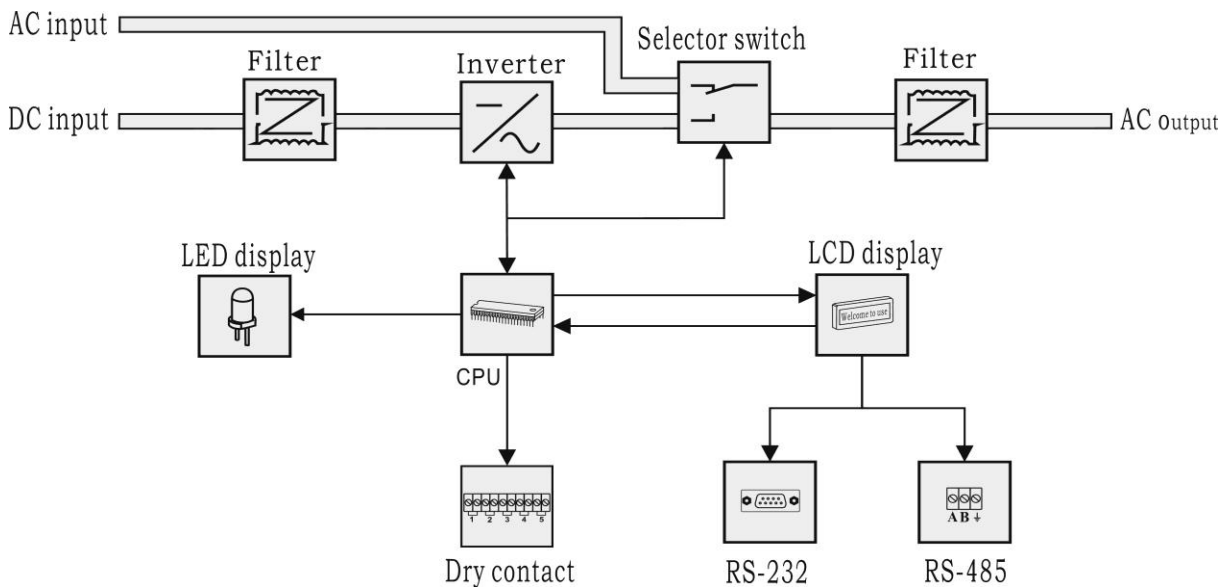 AC input
Selector switch
Filter
Inverter
Filter
DC input
AC output
LED display
LCD display
Welcome to use
CPU
1 2 3 4 5
A B
Dry contact
RS-232
RS-485